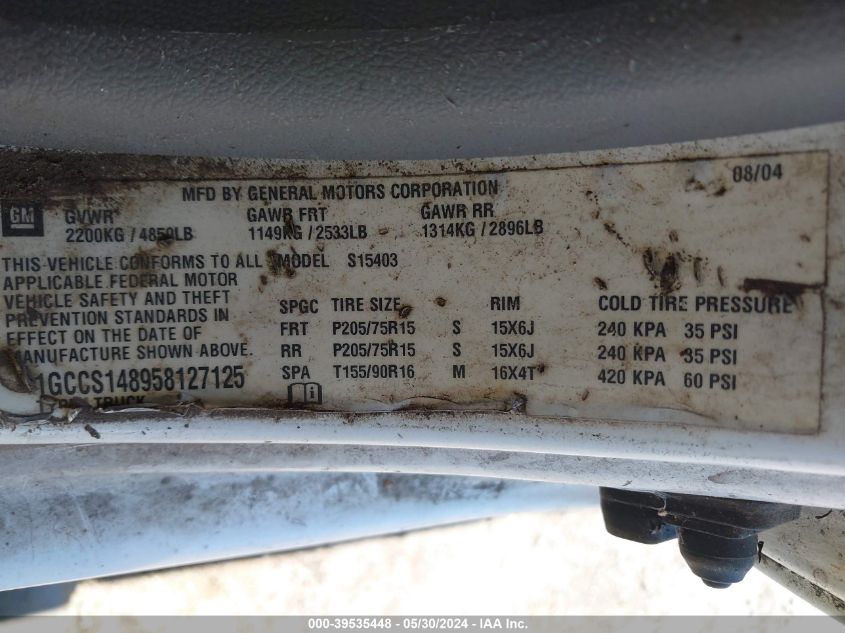 MFD BY GENERAL MOTORS CORPORATION 08/04
GM GVWR GAWR FRT GAWR RR
2200KG / 4850LB 1149KG / 2533LB 1314KG / 2896LB
THIS VEHICLE CONFORMS TO ALL MODEL S15403
APPLICABLE FEDERAL MOTOR
VEHICLE SAFETY AND THEFT SPGC TIRE SIZE RIM COLD TIRE PRESSURE
PREVENTION STANDARDS IN
EFFECT ON THE DATE OF FRT P205/75R15 S 15X6J 240 KPA 35 PSI
MANUFACTURE SHOWN ABOVE. RR P205/75R15 S 15X6J 240 KPA 35 PSI
1GCCS148958127125 SPA T155/90R16 M 16X4T 420 KPA 60 PSI
TRUCK
000-39535448 - 05/30/2024 - IAA Inc.